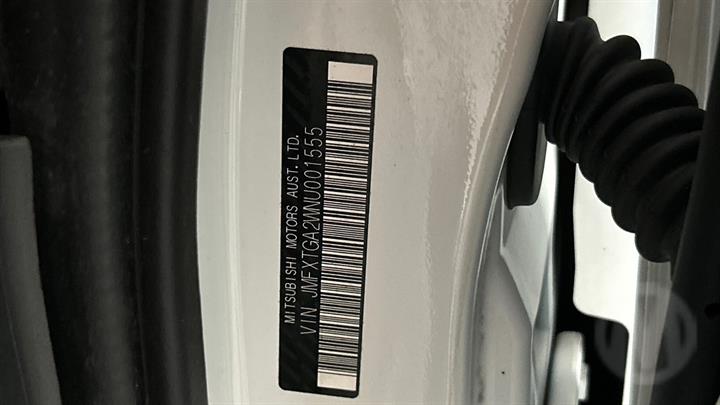 MITSUBISHI MOTORS AUST. LTD.
VIN JMFXTGA2WNU001555